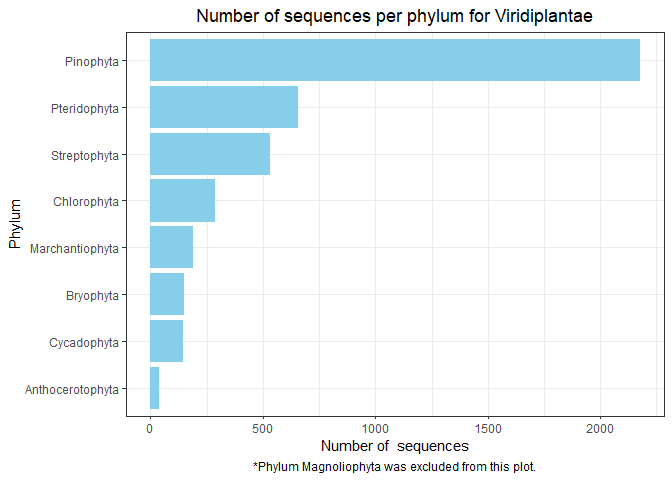 Number of sequences per phylum for Viridiplantae
Pinophyta
Pteridophyta
Streptophyta
Chlorophyta
Marchantiophyta
Bryophyta
Cycadophyta
Anthocerotophyta
Phylum
0 500 1000 1500 2000
Number of  sequences
*Phylum Magnoliophyta was excluded from this plot.